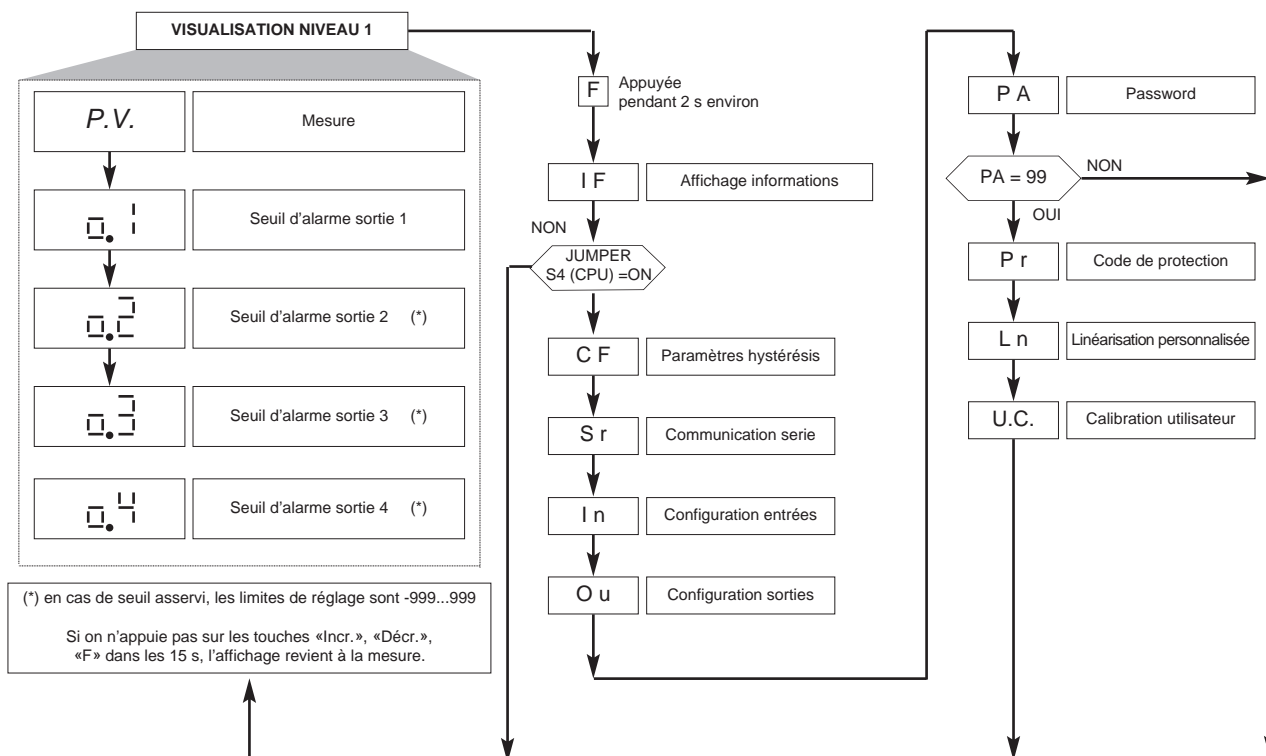 VISUALISATION NIVEAU 1
P.V.
Mesure
o.1
Seuil d'alarme sortie 1
o.2
Seuil d'alarme sortie 2 (*)
o.3
Seuil d'alarme sortie 3 (*)
o.4
Seuil d'alarme sortie 4 (*)
(*) en cas de seuil asservi, les limites de réglage sont -999...999
Si on n'appuie pas sur les touches «Incr.», «Décr.»,
«F» dans les 15 s, l'affichage revient à la mesure.
F
Appuyée
pendant 2 s environ
I F
Affichage informations
NON
JUMPER
S4 (CPU) =ON
C F
Paramètres hystérésis
S r
Communication serie
I n
Configuration entrées
O u
Configuration sorties
P A
Password
PA = 99
NON
OUI
P r
Code de protection
L n
Linéarisation personnalisée
U.C.
Calibration utilisateur